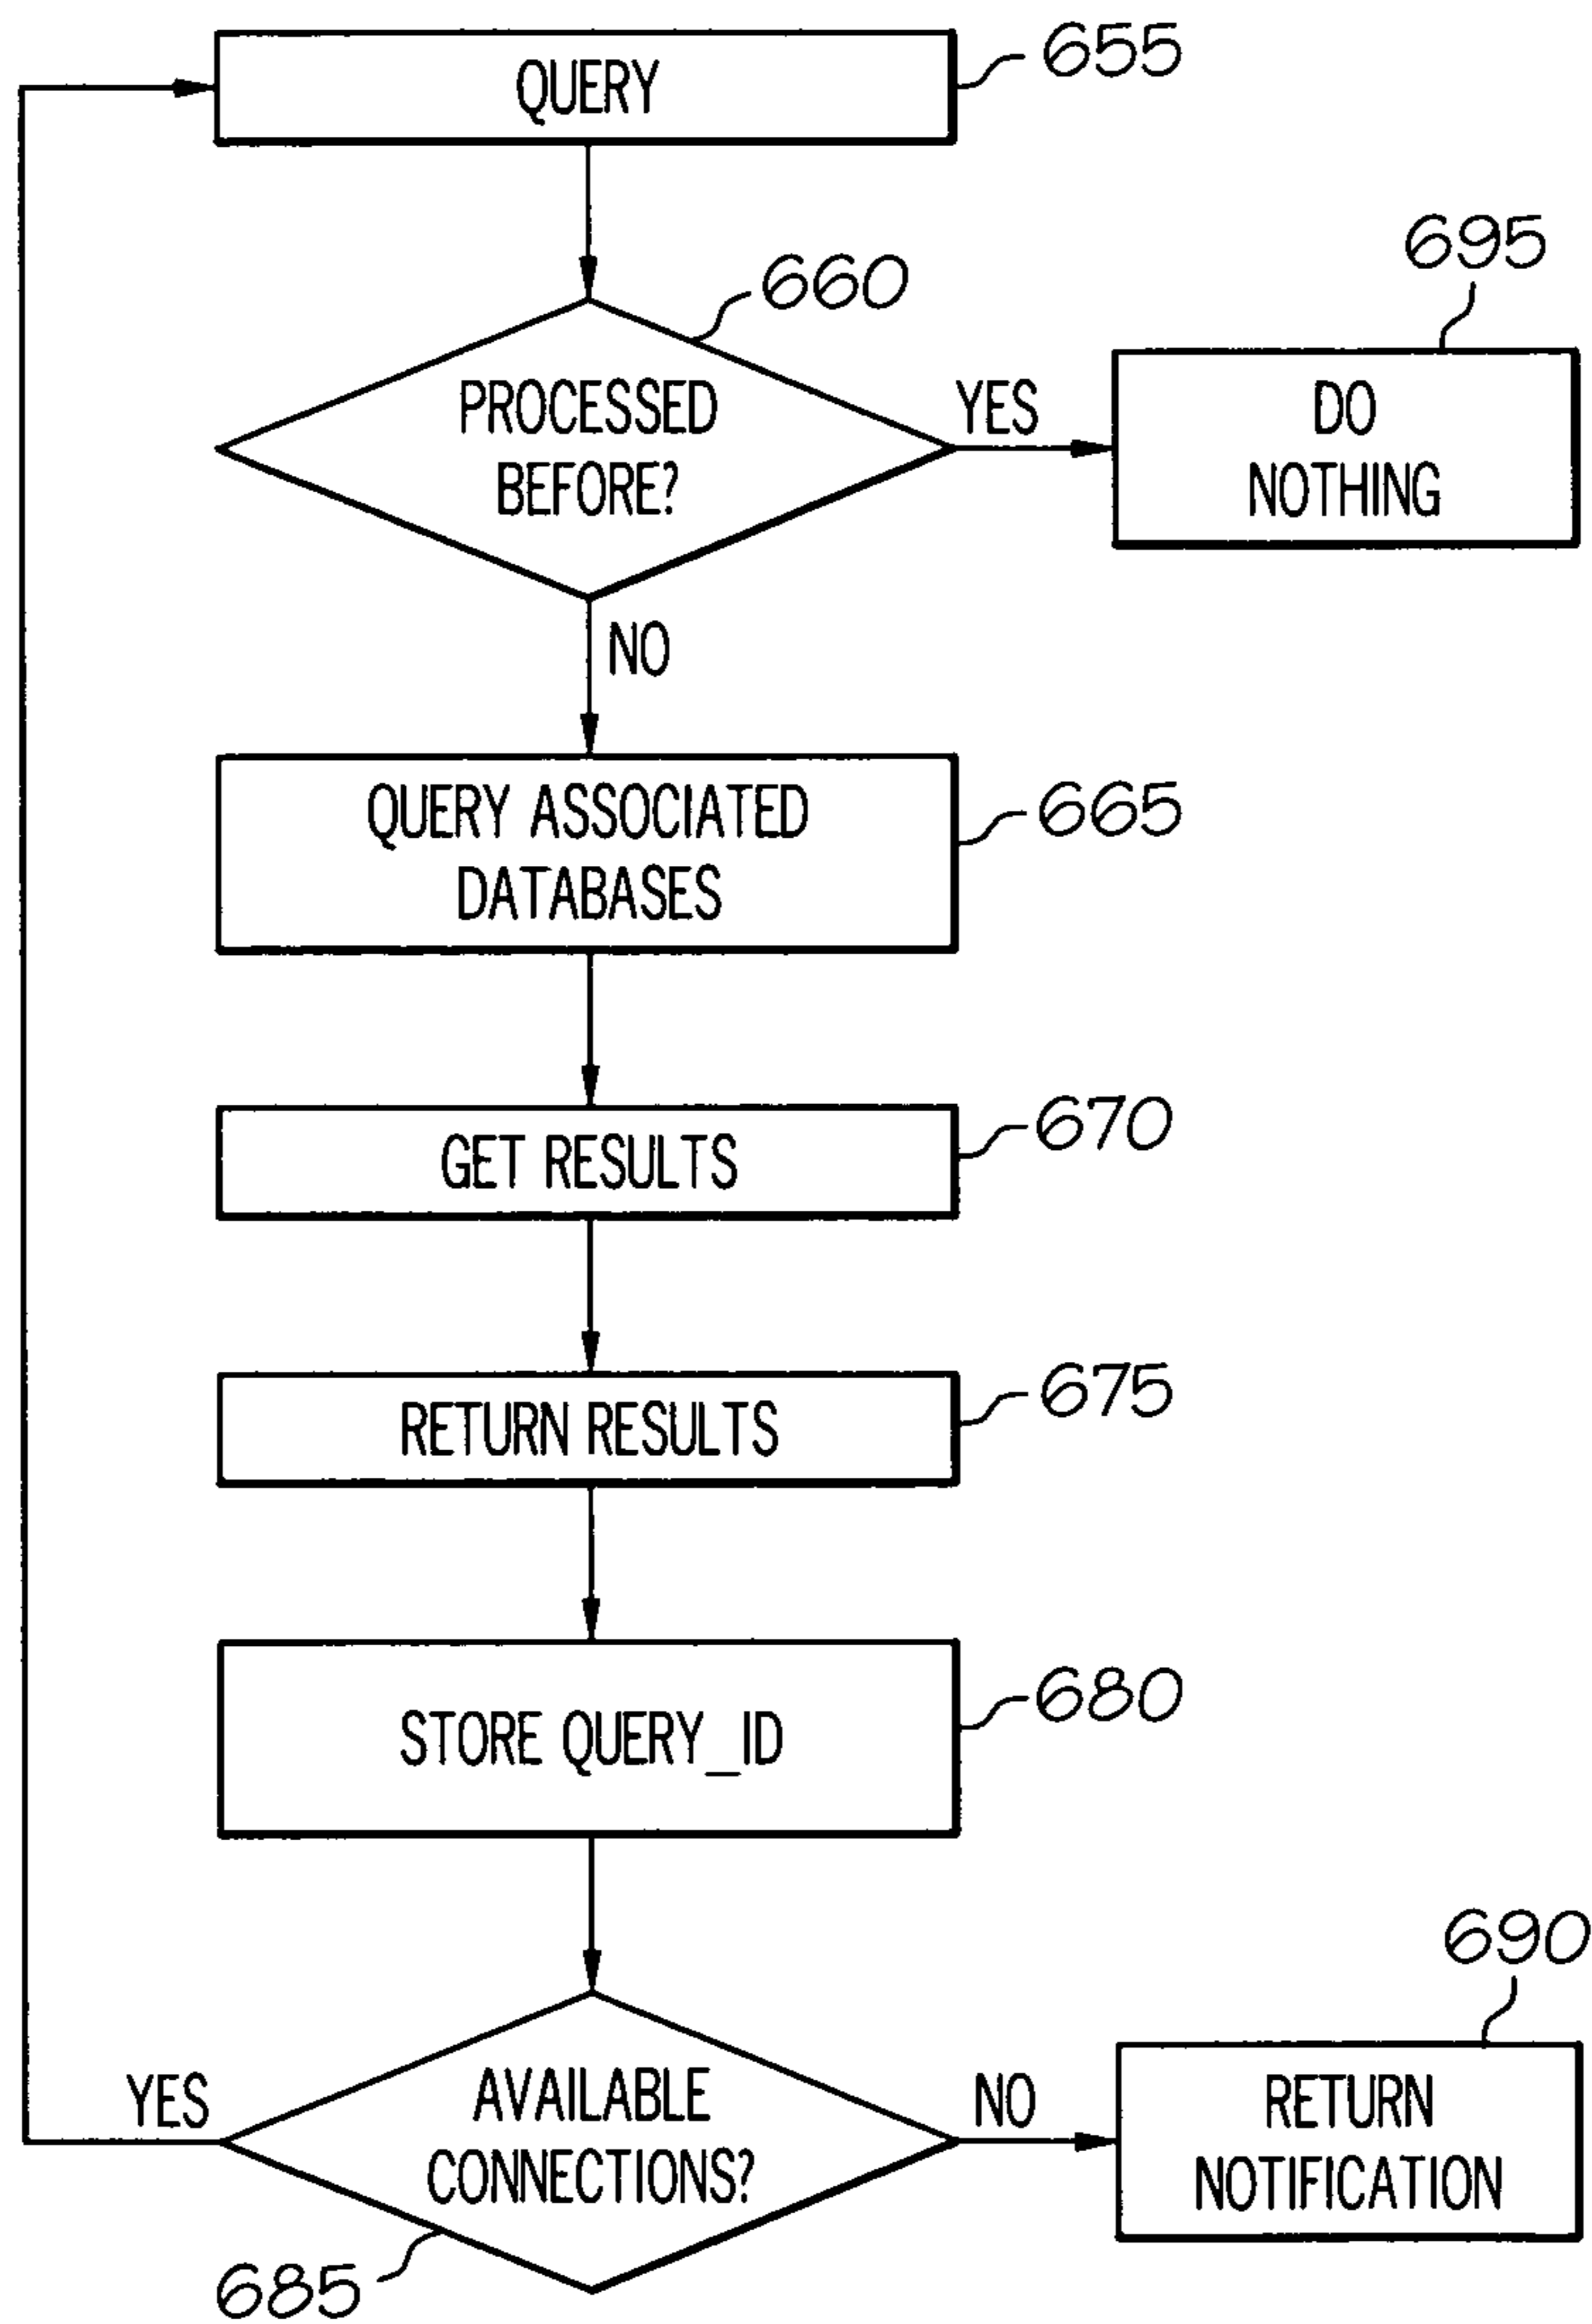 QUERY
655
660
695
PROCESSED
BEFORE?
YES
DO
NOTHING
NO
QUERY ASSOCIATED
DATABASES
665
GET RESULTS
670
RETURN RESULTS
675
STORE QUERY_ID
680
690
YES
AVAILABLE
CONNECTIONS?
NO
RETURN
NOTIFICATION
685